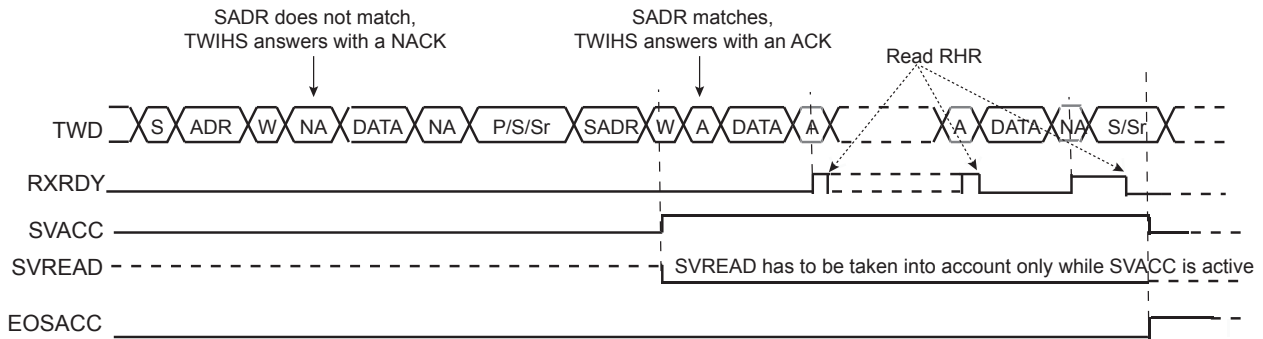 SADR does not match,
TWIHS answers with a NACK
SADR matches,
TWIHS answers with an ACK
Read RHR
TWD S ADR W NA DATA NA P/S/Sr SADR W A DATA A A DATA NA S/Sr
RXRDY
SVACC
SVREAD SVREAD has to be taken into account only while SVACC is active
EOSACC